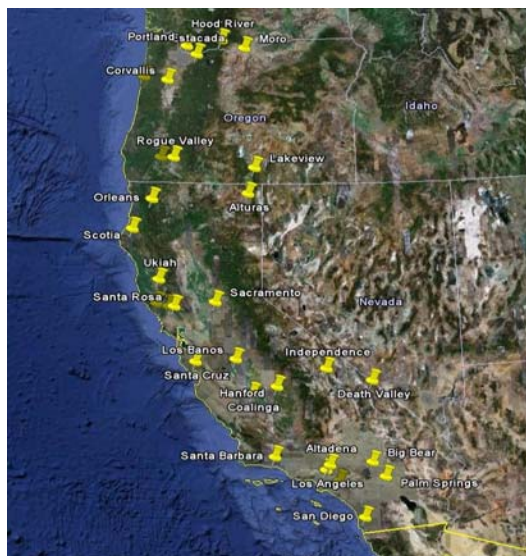 Hood River
Portland
Estacada
Moro
Corvallis
Idaho
Oregon
Rogue Valley
Lakeview
Orleans
Alturas
Scotia
Ukiah
Santa Rosa
Sacramento
Nevada
Los Banos
Independence
Santa Cruz
Hanford
Death Valley
Coalinga
Santa Barbara
Altadena
Big Bear
Los Angeles
Palm Springs
San Diego